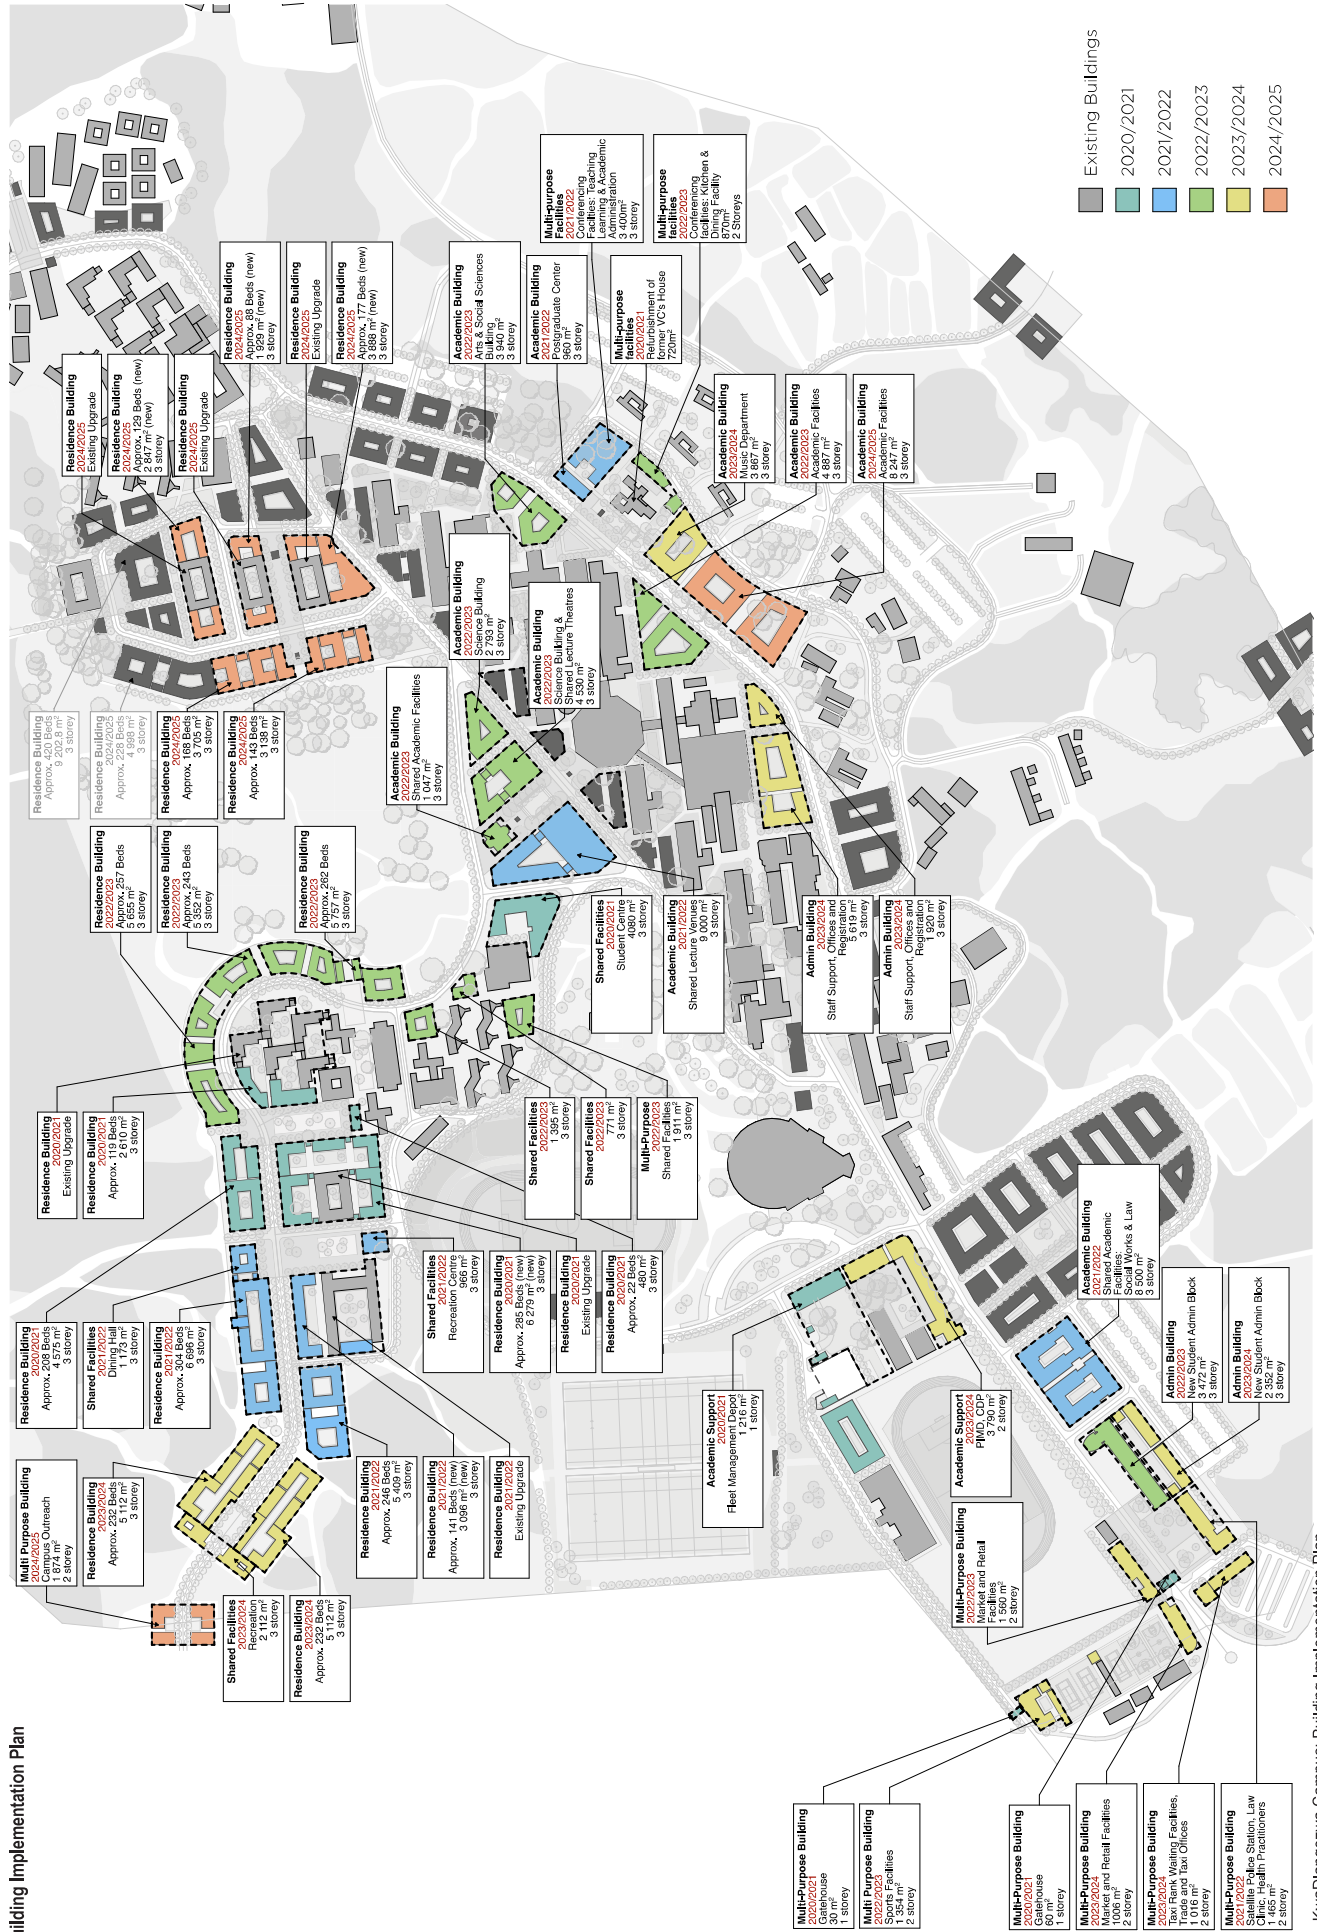 uilding Implementation Plan
Multi Purpose Building
2024/2025
Campus Outreach
1 874 m²
2 storey
Residence Building
2023/2024
Approx. 232 Beds
5 112 m²
3 storey
Shared Facilities
2023/2024
Recreation
2 112 m²
3 storey
Residence Building
2023/2024
Approx. 232 Beds
5 112 m²
3 storey
Residence Building
2020/2021
Approx. 208 Beds
4 575 m²
3 storey
Shared Facilities
2021/2022
Dining Hall
1 173 m²
3 storey
Residence Building
2021/2022
Approx. 304 Beds
6 696 m²
3 storey
Residence Building
2021/2022
Approx. 246 Beds
5 409 m²
3 storey
Residence Building
2021/2022
Approx. 141 Beds (new)
3 096 m² (new)
3 storey
Residence Building
2021/2022
Existing Upgrade
Residence Building
2020/2021
Existing Upgrade
Residence Building
2020/2021
Approx. 119 Beds
2 610 m²
3 storey
Shared Facilities
2021/2022
Recreation Centre
966 m²
3 storey
Residence Building
2020/2021
Approx. 285 Beds (new)
6 279 m² (new)
3 storey
Residence Building
2020/2021
Existing Upgrade
Residence Building
2020/2021
Approx. 22 Beds
480 m²
3 storey
Shared Facilities
2022/2023
1 395 m²
3 storey
Shared Facilities
2022/2023
771 m²
3 storey
Multi-Purpose
2022/2023
Shared Facilities
1 911 m²
3 storey
Residence Building
2022/2023
Approx. 257 Beds
5 655 m²
3 storey
Residence Building
2022/2023
Approx. 243 Beds
5 352 m²
3 storey
Residence Building
2022/2023
Approx. 262 Beds
5 757 m²
3 storey
Residence Building
Approx. 420 Beds
9 202,8 m²
3 storey
Residence Building
2024/2025
Approx. 228 Beds
4 998 m²
3 storey
Residence Building
2024/2025
Approx. 168 Beds
3 705 m²
3 storey
Residence Building
2024/2025
Approx. 143 Beds
3 138 m²
3 storey
Residence Building
2024/2025
Existing Upgrade
Residence Building
2024/2025
Approx. 129 Beds (new)
2 847 m² (new)
3 storey
Residence Building
2024/2025
Existing Upgrade
Residence Building
2024/2025
Approx. 88 Beds (new)
1 929 m² (new)
3 storey
Residence Building
2024/2025
Existing Upgrade
Residence Building
2024/2025
Approx. 177 Beds (new)
3 888 m² (new)
3 storey
Academic Building
2022/2023
Shared Academic Facilities
1 047 m²
3 storey
Academic Building
2022/2023
Science Building
2 793 m²
3 storey
Academic Building
2022/2023
Science Building &
Shared Lecture Theatres
4 530 m²
3 storey
Academic Building
2022/2023
Arts & Social Sciences
Building
3 940 m²
3 storey
Academic Building
2021/2022
Postgraduate Center
960 m²
3 storey
Multi-purpose
Facilities
2021/2022
Conferencing
Facilities: Teaching
Learning & Academic
Administration
3 400m²
3 storey
Multi-purpose
facilities
2020/2021
Refurbishment of
former VC's House
720m²
Multi-purpose
facilities
2022/2023
Conferenicng
facilities: Kitchen &
Dining Facility
870m²
2 Storeys
Academic Building
2023/2024
Music Department
3 867 m²
3 storey
Academic Building
2022/2023
Academic Facilities
4 887 m²
3 storey
Academic Building
2024/2025
Academic Facilities
8 247 m²
3 storey
Shared Facilities
2020/2021
Student Centre
4080 m²
3 storey
Academic Building
2021/2022
Shared Lecture Venues
9 000 m²
3 storey
Admin Building
2023/2024
Staff Support, Offices and
Registration
5 619 m²
3 storey
Admin Building
2023/2024
Staff Support, Offices and
Registration
1 920 m²
3 storey
Academic Support
2020/2021
Fleet Management Depot
1 216 m²
1 storey
Academic Support
2023/2024
PIMD, CDP
3 790 m²
2 storey
Academic Building
2021/2022
Shared Academic
Facilities:
Social Works & Law
8 500 m²
3 storey
Admin Building
2022/2023
New Student Admin Block
3 472 m²
3 storey
Admin Building
2023/2024
New Student Admin Block
2 352 m²
3 storey
Multi-Purpose Building
2022/2023
Market and Retail
Facilities
1 560 m²
2 storey
Multi-Purpose Building
2020/2021
Gatehouse
30 m²
1 storey
Multi Purpose Building
2022/2023
Sports Facilities
1 354 m²
2 storey
Multi-Purpose Building
2020/2021
Gatehouse
60 m²
1 storey
Multi-Purpose Building
2023/2024
Market and Retail Facilities
1006 m²
2 storey
Multi-Purpose Building
2023/2024
Taxi Rank Waiting Facilities,
Trade and Taxi Offices
1 016 m²
2 storey
Multi-Purpose Building
2021/2022
Satellite Police Station, Law
Clinic, Health Practitioners
1 465 m²
2 storey
Existing Buildings
2020/2021
2021/2022
2022/2023
2023/2024
2024/2025